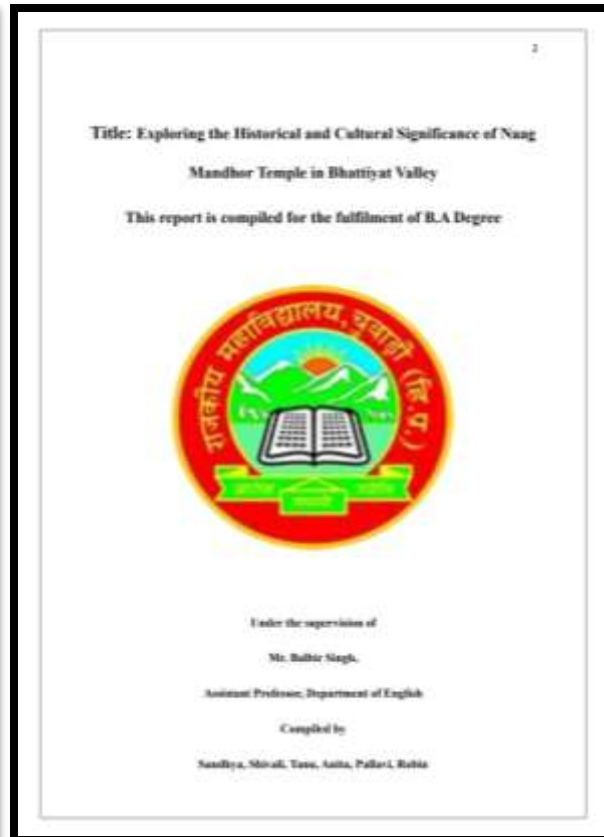 2
Title: Exploring the Historical and Cultural Significance of Naag
Mandhor Temple in Bhattiyat Valley
This report is compiled for the fulfilment of B.A Degree
राजकीय महाविद्यालय, चुवाड़ी (हि.प्र.)
Under the supervision of
Mr. Balbir Singh,
Assistant Professor, Department of English
Compiled by
Sandhya, Shivali, Tanu, Anita, Pallavi, Robin